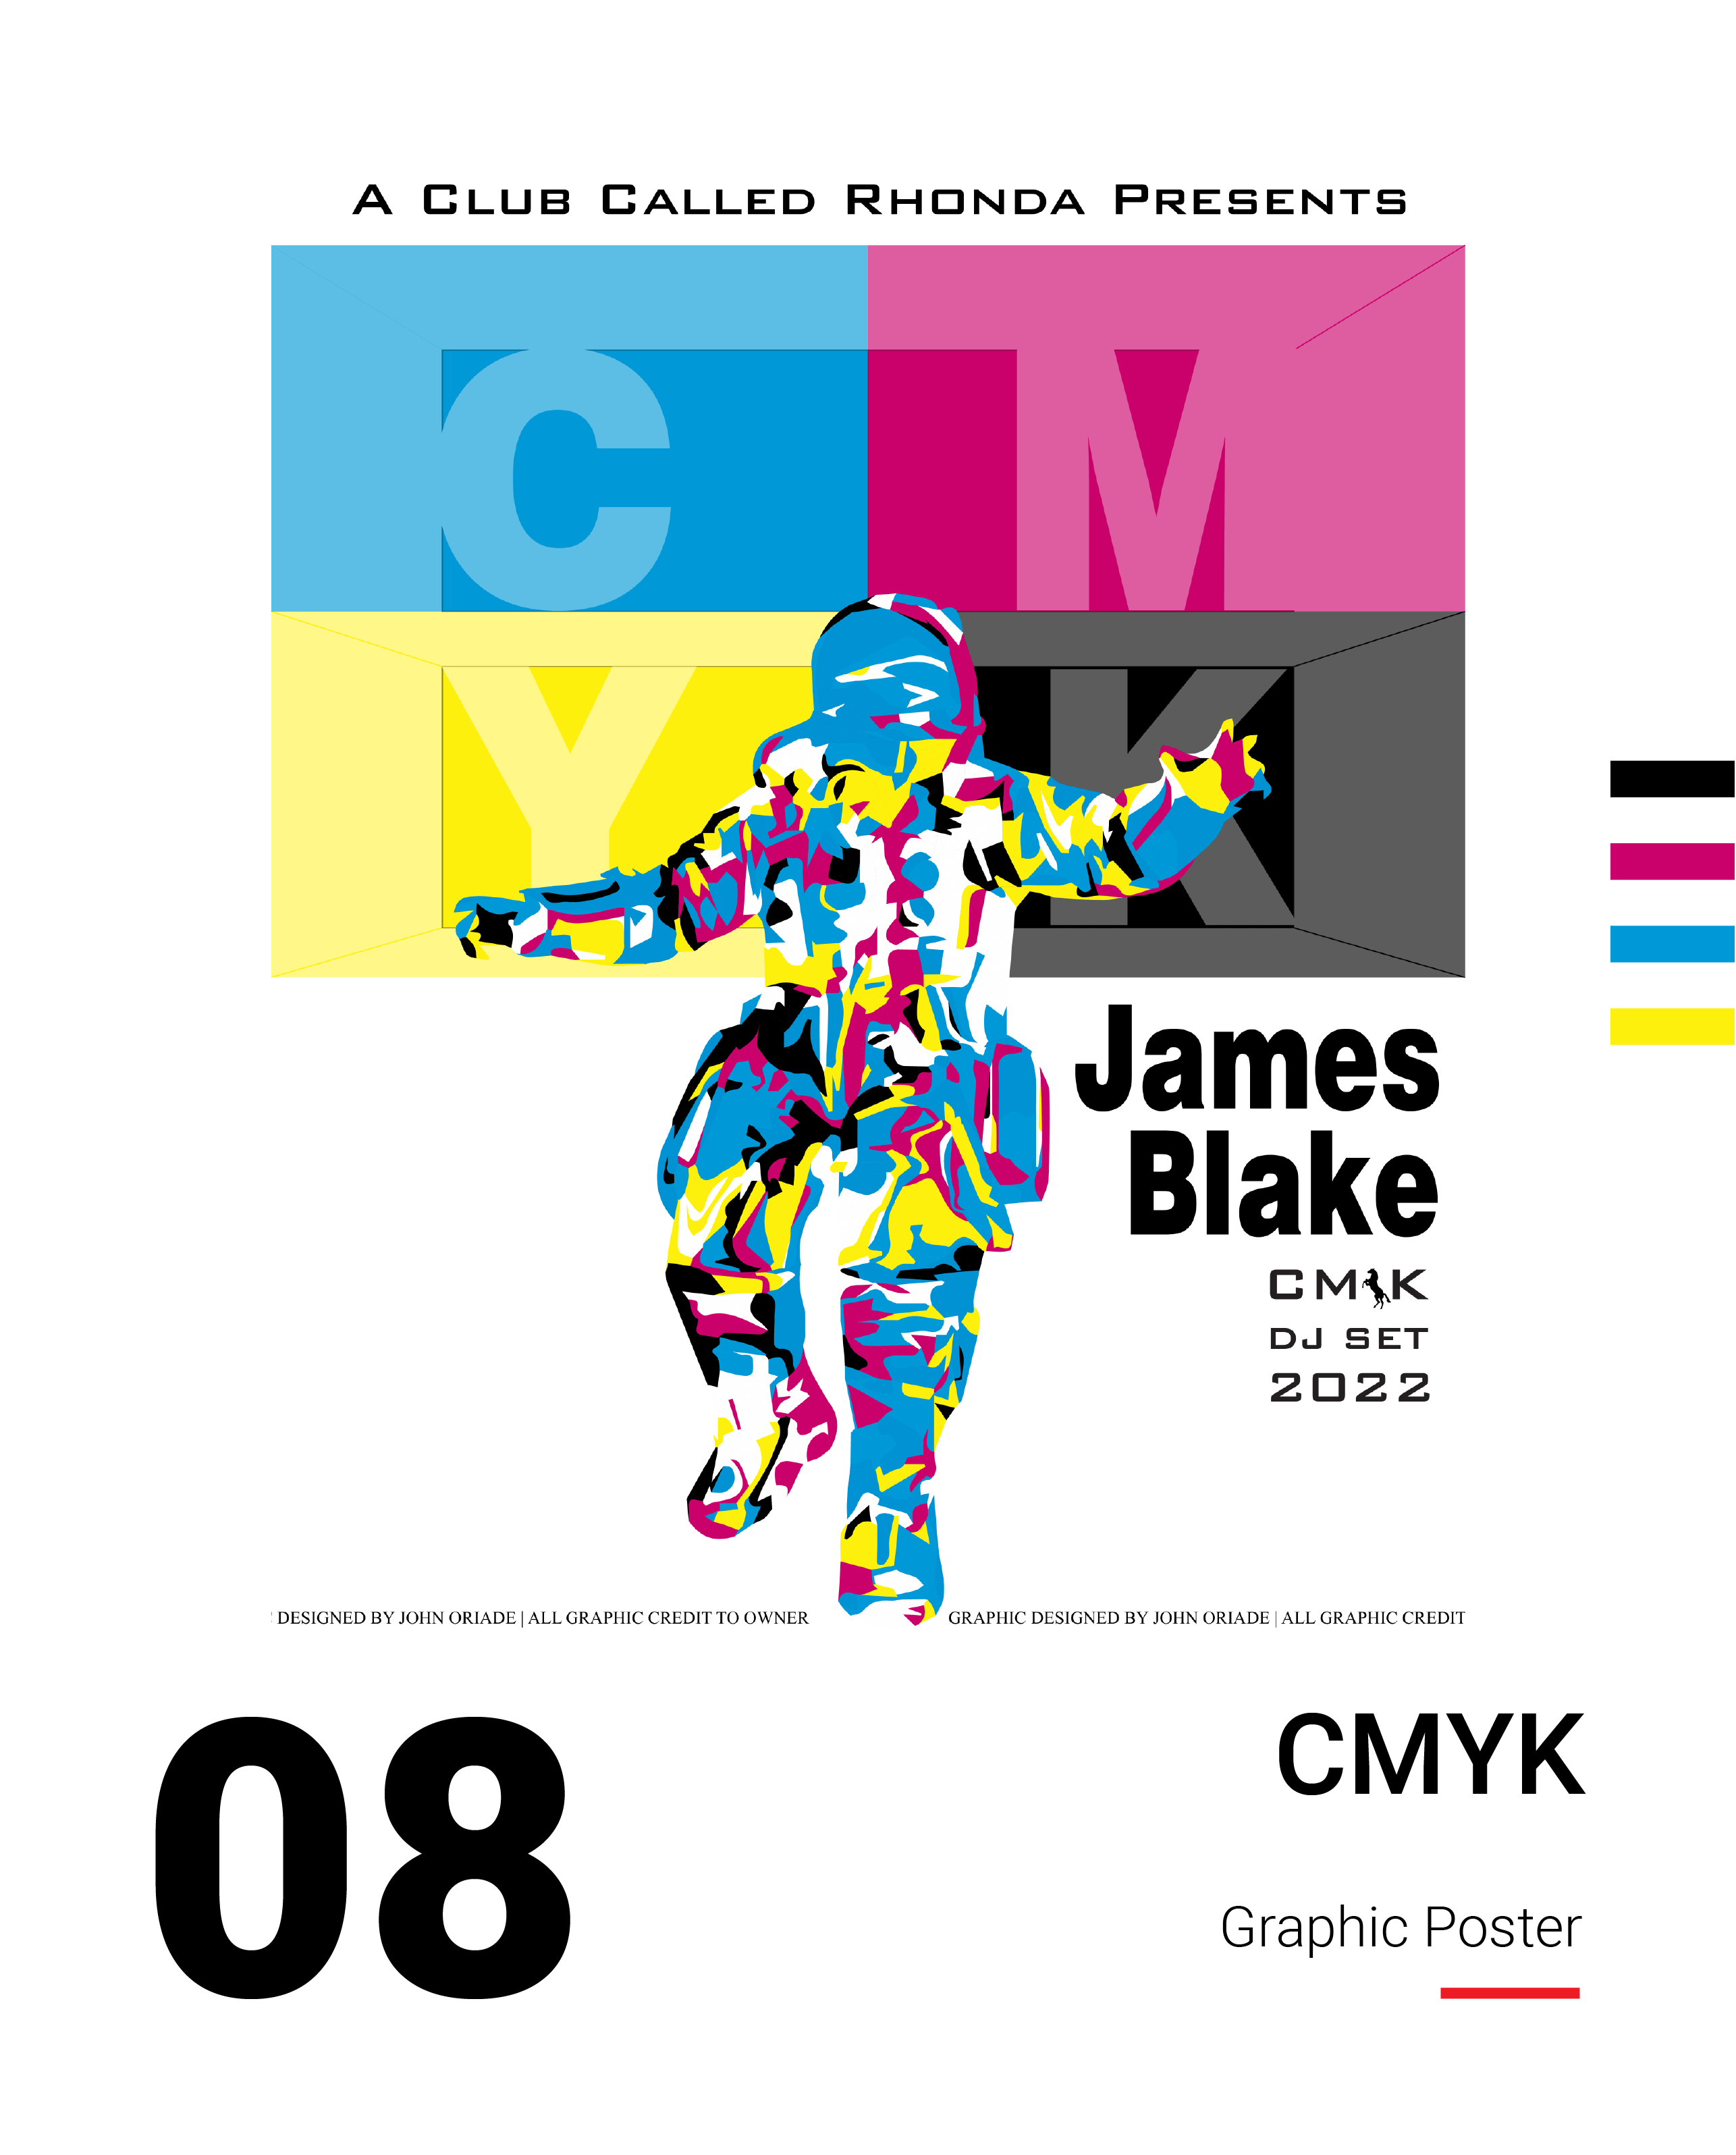 A CLUB CALLED RHONDA PRESENTS
C M
Y K
James
Blake
CM K
DJ SET
2022
DESIGNED BY JOHN ORIADE | ALL GRAPHIC CREDIT TO OWNER
GRAPHIC DESIGNED BY JOHN ORIADE | ALL GRAPHIC CREDIT
08
CMYK
Graphic Poster